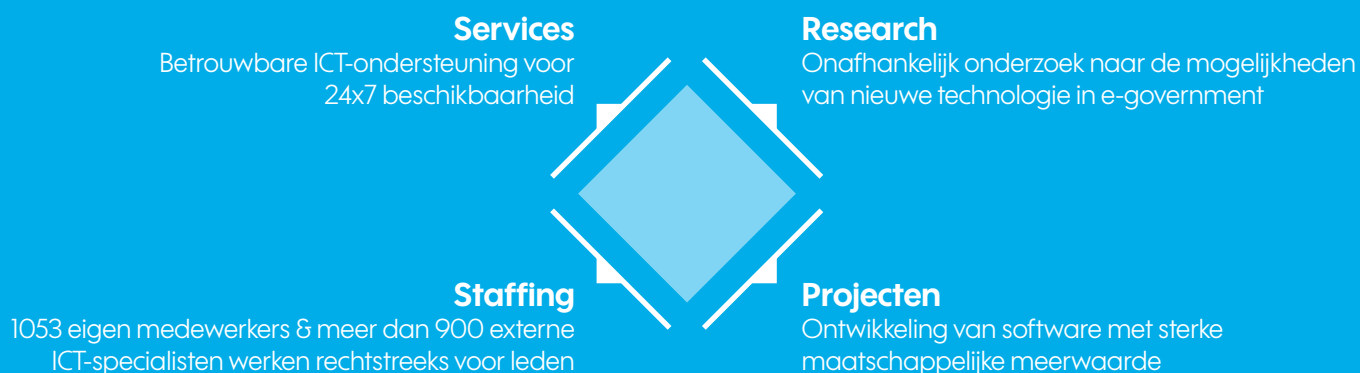 Services
Betrouwbare ICT-ondersteuning voor
24x7 beschikbaarheid
Research
Onafhankelijk onderzoek naar de mogelijkheden
van nieuwe technologie in e-government
Staffing
1053 eigen medewerkers & meer dan 900 externe
ICT-specialisten werken rechtstreeks voor leden
Projecten
Ontwikkeling van software met sterke
maatschappelijke meerwaarde